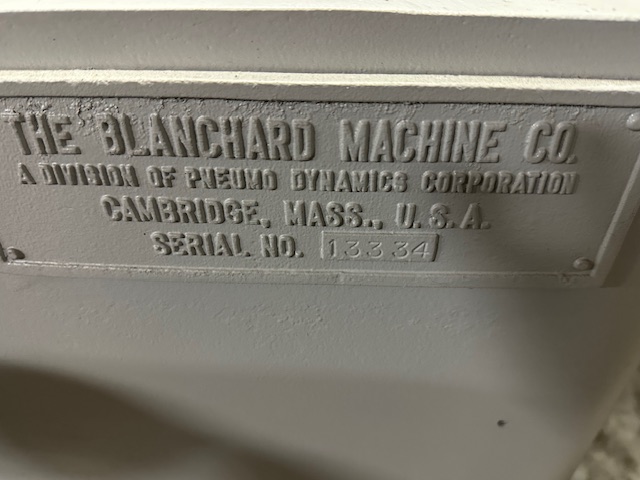 THE BLANCHARD MACHINE CO.
A DIVISION OF PNEUMO DYNAMICS CORPORATION
CAMBRIDGE, MASS., U.S.A.
SERIAL NO. 13334